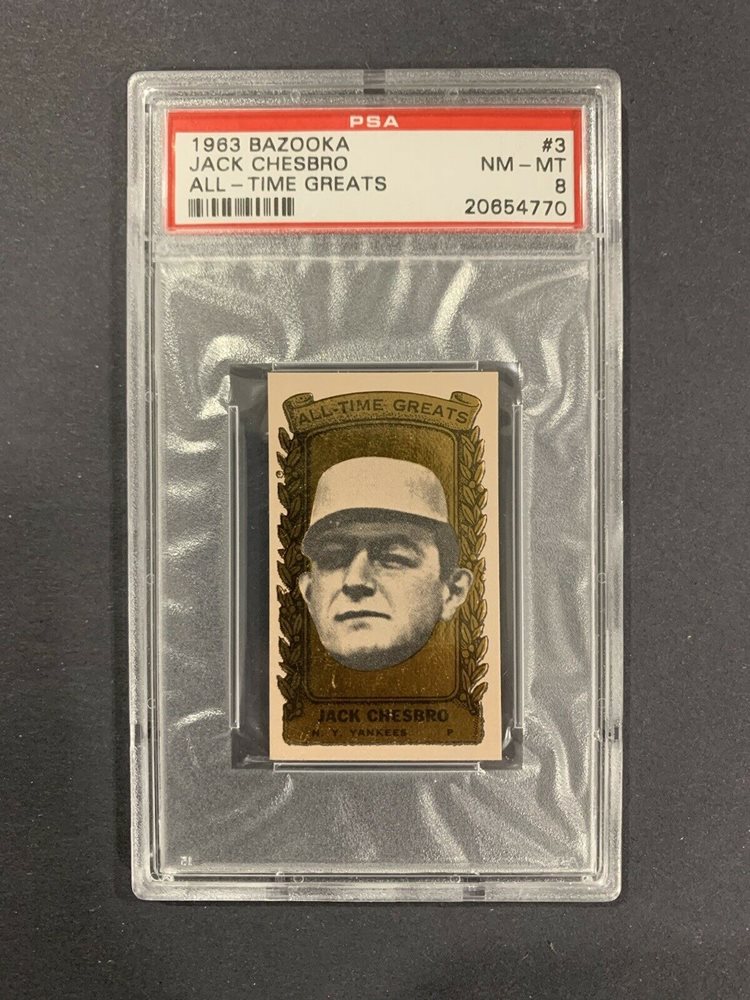 PSA
1963 BAZOOKA #3
JACK CHESBRO NM - MT
ALL - TIME GREATS 8
20654770
ALL-TIME GREATS
JACK CHESBRO
N. Y. YANKEES P